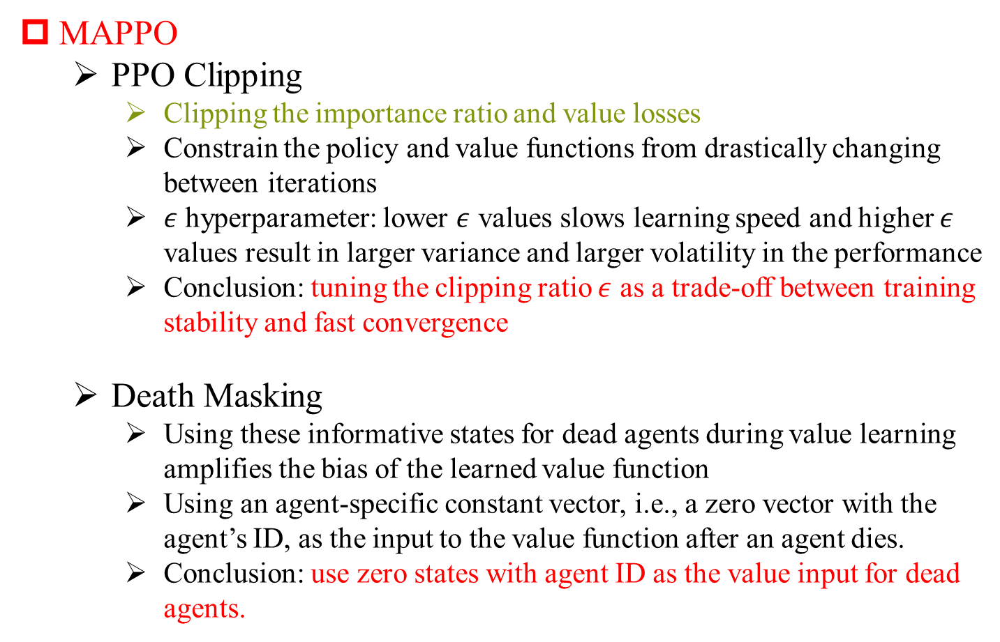 MAPPO
PPO Clipping
Clipping the importance ratio and value losses
Constrain the policy and value functions from drastically changing
between iterations
ϵ hyperparameter: lower ϵ values slows learning speed and higher ϵ
values result in larger variance and larger volatility in the performance
Conclusion: tuning the clipping ratio ϵ as a trade-off between training
stability and fast convergence
Death Masking
Using these informative states for dead agents during value learning
amplifies the bias of the learned value function
Using an agent-specific constant vector, i.e., a zero vector with the
agent’s ID, as the input to the value function after an agent dies.
Conclusion: use zero states with agent ID as the value input for dead
agents.